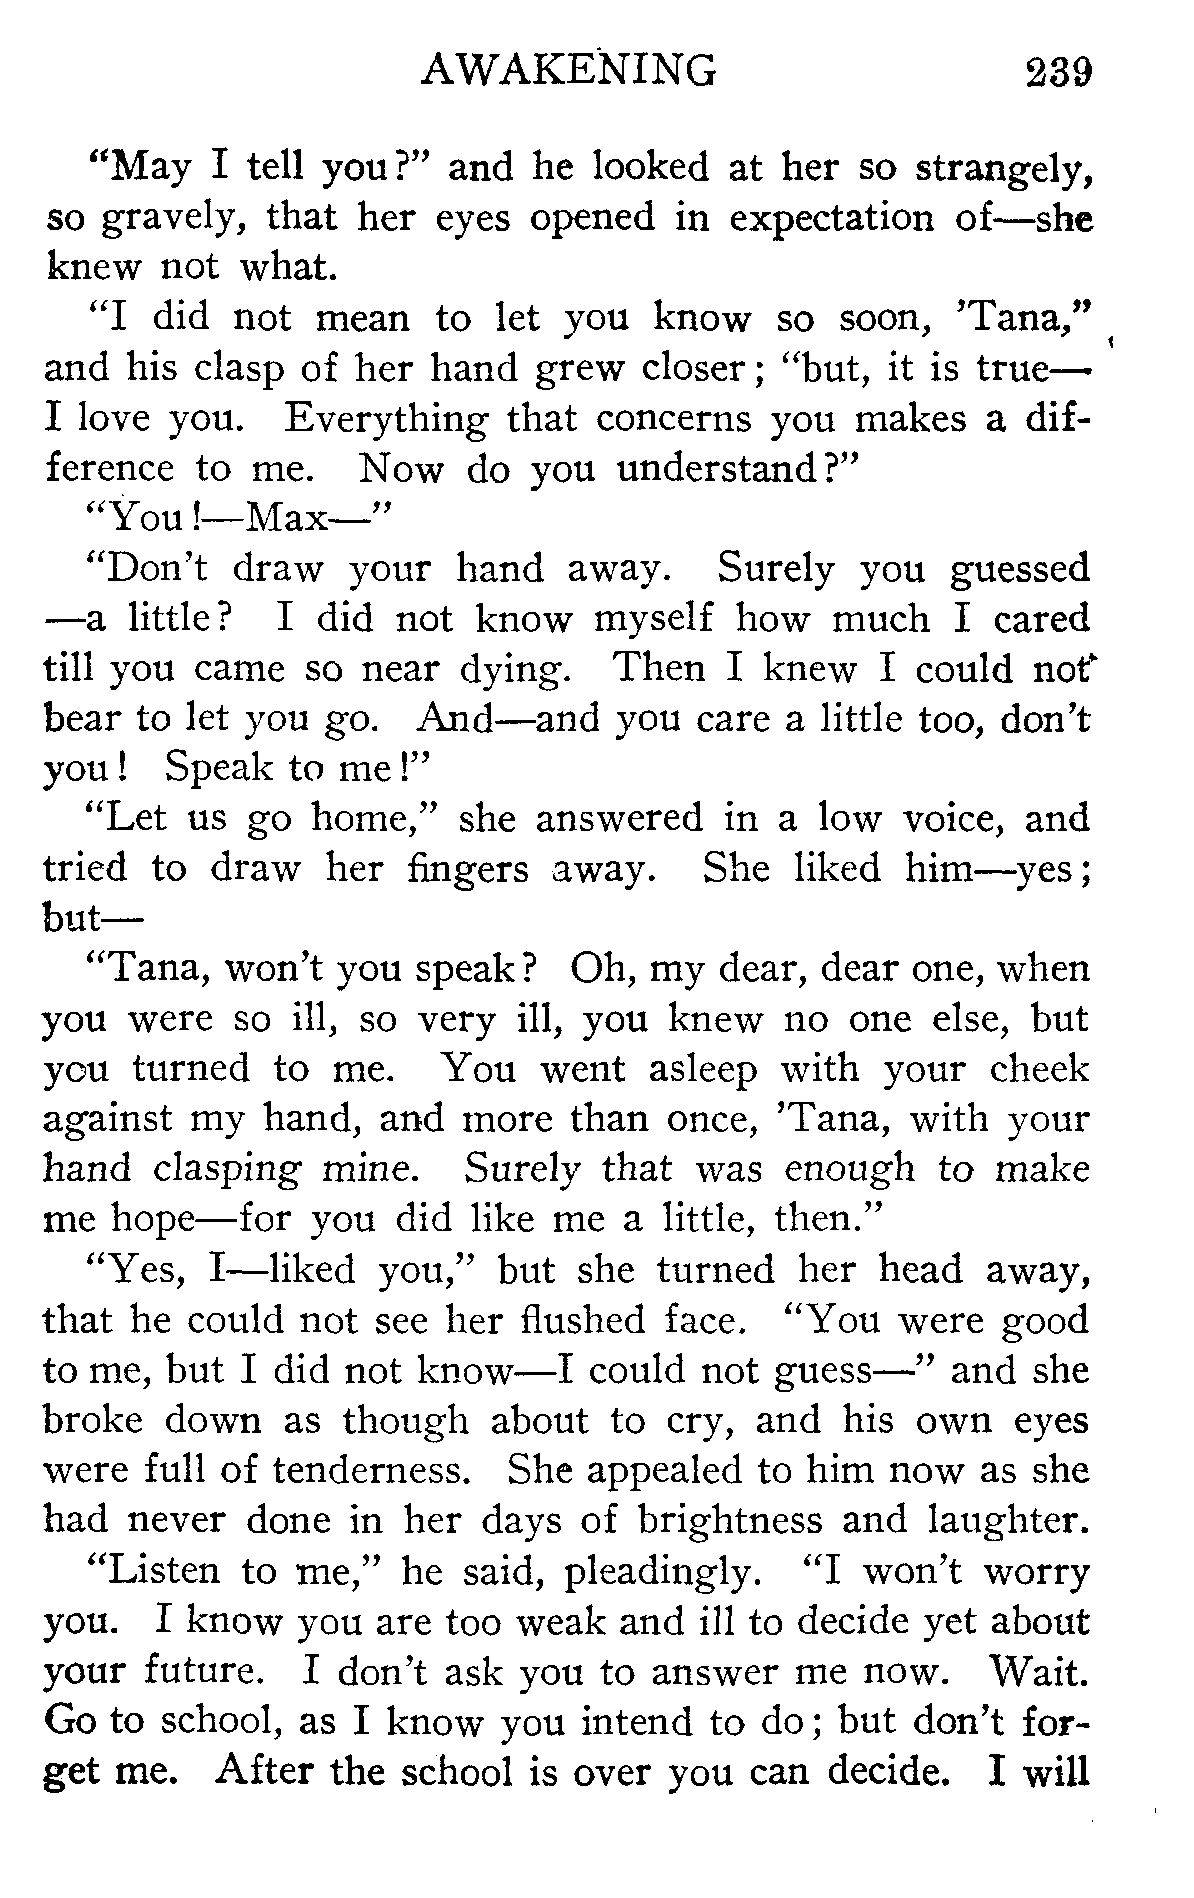 AWAKENING 239
“May I tell you?” and he looked at her so strangely,
so gravely, that her eyes opened in expectation of—she
knew not what.
“I did not mean to let you know so soon, ’Tana,”
and his clasp of her hand grew closer; “but, it is true—
I love you. Everything that concerns you makes a dif-
ference to me. Now do you understand?”
“You!—Max—”
“Don’t draw your hand away. Surely you guessed
—a little? I did not know myself how much I cared
till you came so near dying. Then I knew I could not
bear to let you go. And—and you care a little too, don’t
you! Speak to me!”
“Let us go home,” she answered in a low voice, and
tried to draw her fingers away. She liked him—yes;
but—
“Tana, won’t you speak? Oh, my dear, dear one, when
you were so ill, so very ill, you knew no one else, but
you turned to me. You went asleep with your cheek
against my hand, and more than once, ’Tana, with your
hand clasping mine. Surely that was enough to make
me hope—for you did like me a little, then.”
“Yes, I—liked you,” but she turned her head away,
that he could not see her flushed face. “You were good
to me, but I did not know—I could not guess—” and she
broke down as though about to cry, and his own eyes
were full of tenderness. She appealed to him now as she
had never done in her days of brightness and laughter.
“Listen to me,” he said, pleadingly. “I won’t worry
you. I know you are too weak and ill to decide yet about
your future. I don’t ask you to answer me now. Wait.
Go to school, as I know you intend to do; but don’t for-
get me. After the school is over you can decide. I will